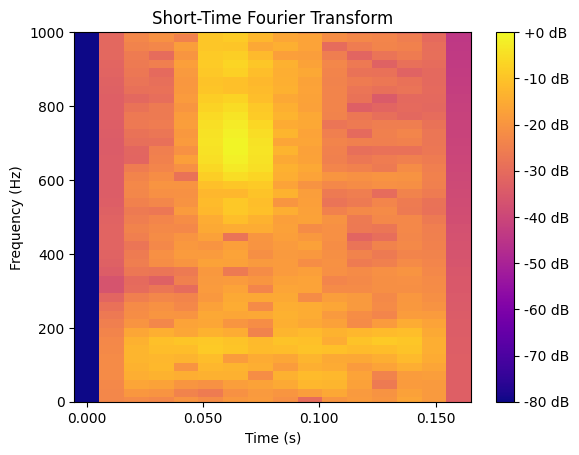 Short-Time Fourier Transform
Frequency (Hz)
1000
800
600
400
200
0
0.000
0.050
0.100
0.150
Time (s)
+0 dB
-10 dB
-20 dB
-30 dB
-40 dB
-50 dB
-60 dB
-70 dB
-80 dB